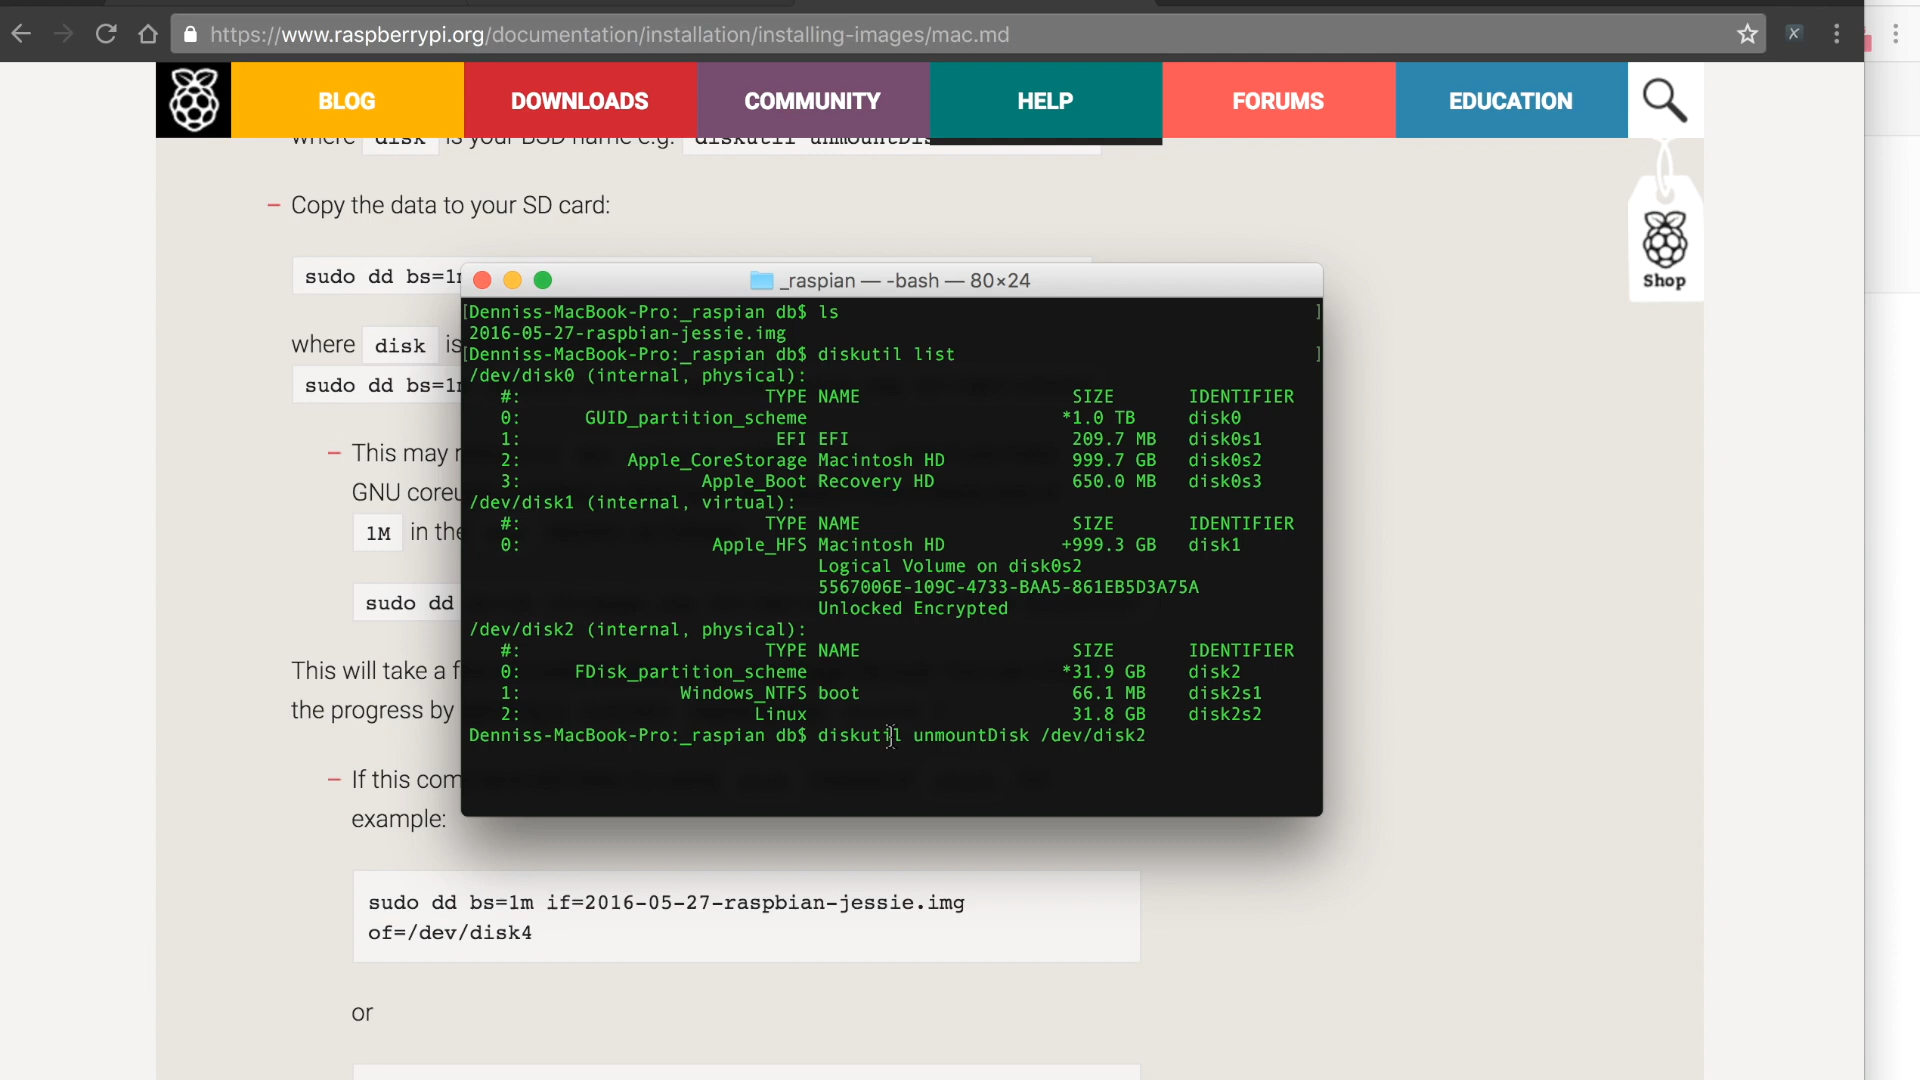 https://www.raspberrypi.org/documentation/installation/installing-images/mac.md
BLOG
DOWNLOADS
COMMUNITY
HELP
FORUMS
EDUCATION
where disk is your BSD name e.g. diskutil unmountDis
Shop
– Copy the data to your SD card:
sudo dd bs=1
where disk is
sudo dd bs=1
– This may
GNU coreu
1M in the
sudo dd
This will take a f
the progress by
– If this com
example:
sudo dd bs=1m if=2016-05-27-raspbian-jessie.img
of=/dev/disk4
or
_raspian — -bash — 80×24
[Denniss-MacBook-Pro:_raspian db$ ls ]
2016-05-27-raspbian-jessie.img
[Denniss-MacBook-Pro:_raspian db$ diskutil list ]
/dev/disk0 (internal, physical):
#: TYPE NAME SIZE IDENTIFIER
0: GUID_partition_scheme *1.0 TB disk0
1: EFI EFI 209.7 MB disk0s1
2: Apple_CoreStorage Macintosh HD 999.7 GB disk0s2
3: Apple_Boot Recovery HD 650.0 MB disk0s3
/dev/disk1 (internal, virtual):
#: TYPE NAME SIZE IDENTIFIER
0: Apple_HFS Macintosh HD +999.3 GB disk1
Logical Volume on disk0s2
5567006E-109C-4733-BAA5-861EB5D3A75A
Unlocked Encrypted
/dev/disk2 (internal, physical):
#: TYPE NAME SIZE IDENTIFIER
0: FDisk_partition_scheme *31.9 GB disk2
1: Windows_NTFS boot 66.1 MB disk2s1
2: Linux 31.8 GB disk2s2
Denniss-MacBook-Pro:_raspian db$ diskutil unmountDisk /dev/disk2